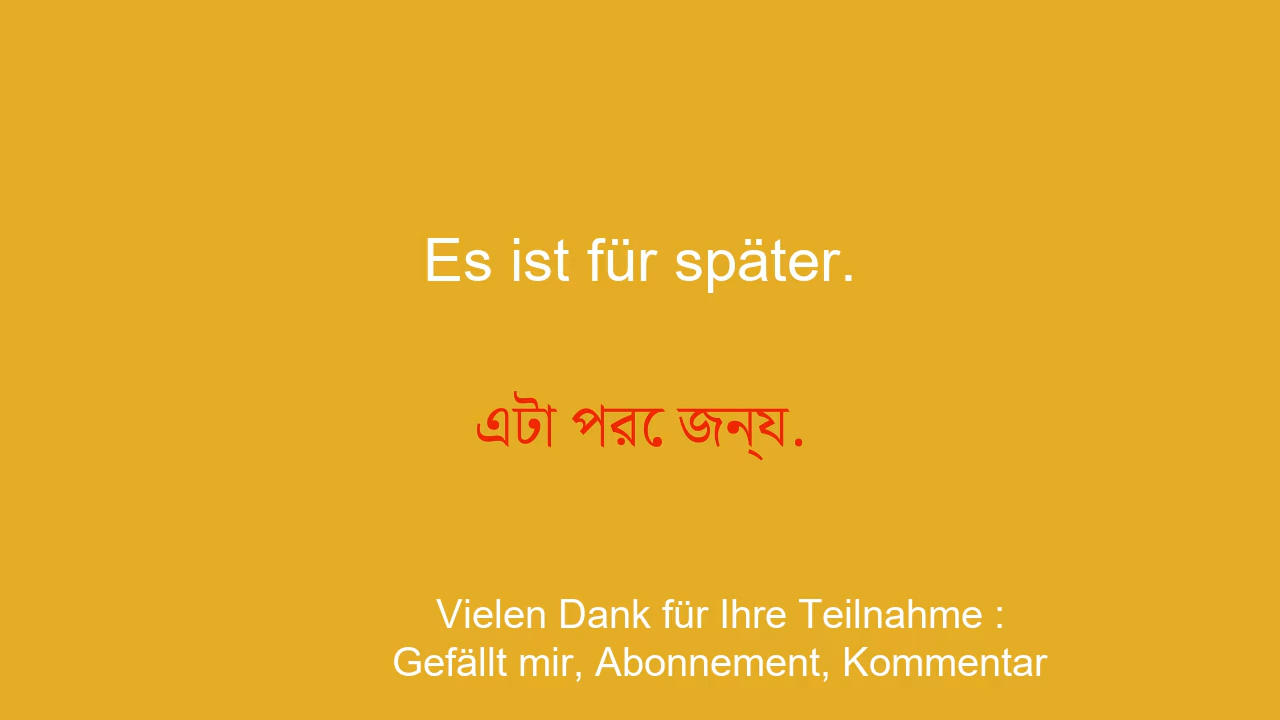 Es ist für später.
এটা পরে জন্য.
Vielen Dank für Ihre Teilnahme :
Gefällt mir, Abonnement, Kommentar